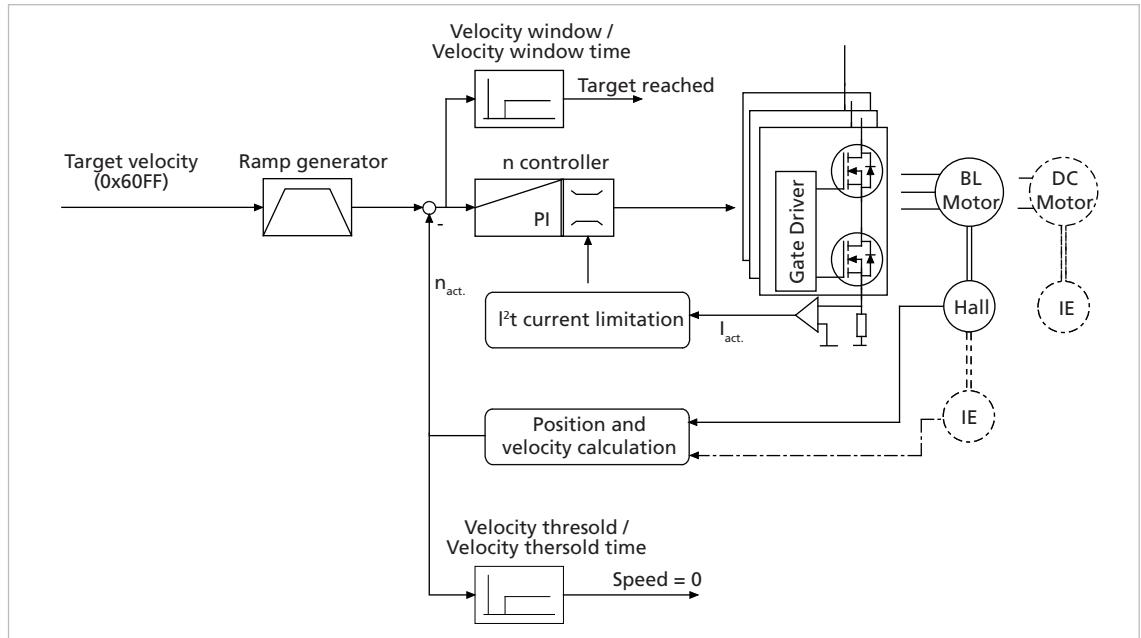 Velocity window /
Velocity window time
Target reached
Target velocity
(0x60FF)
Ramp generator
n controller
PI
-
Gate Driver
BL
Motor
DC
Motor
n act.
I²t current limitation
I act.
Hall
IE
Position and
velocity calculation
IE
Velocity thresold /
Velocity thersold time
Speed = 0